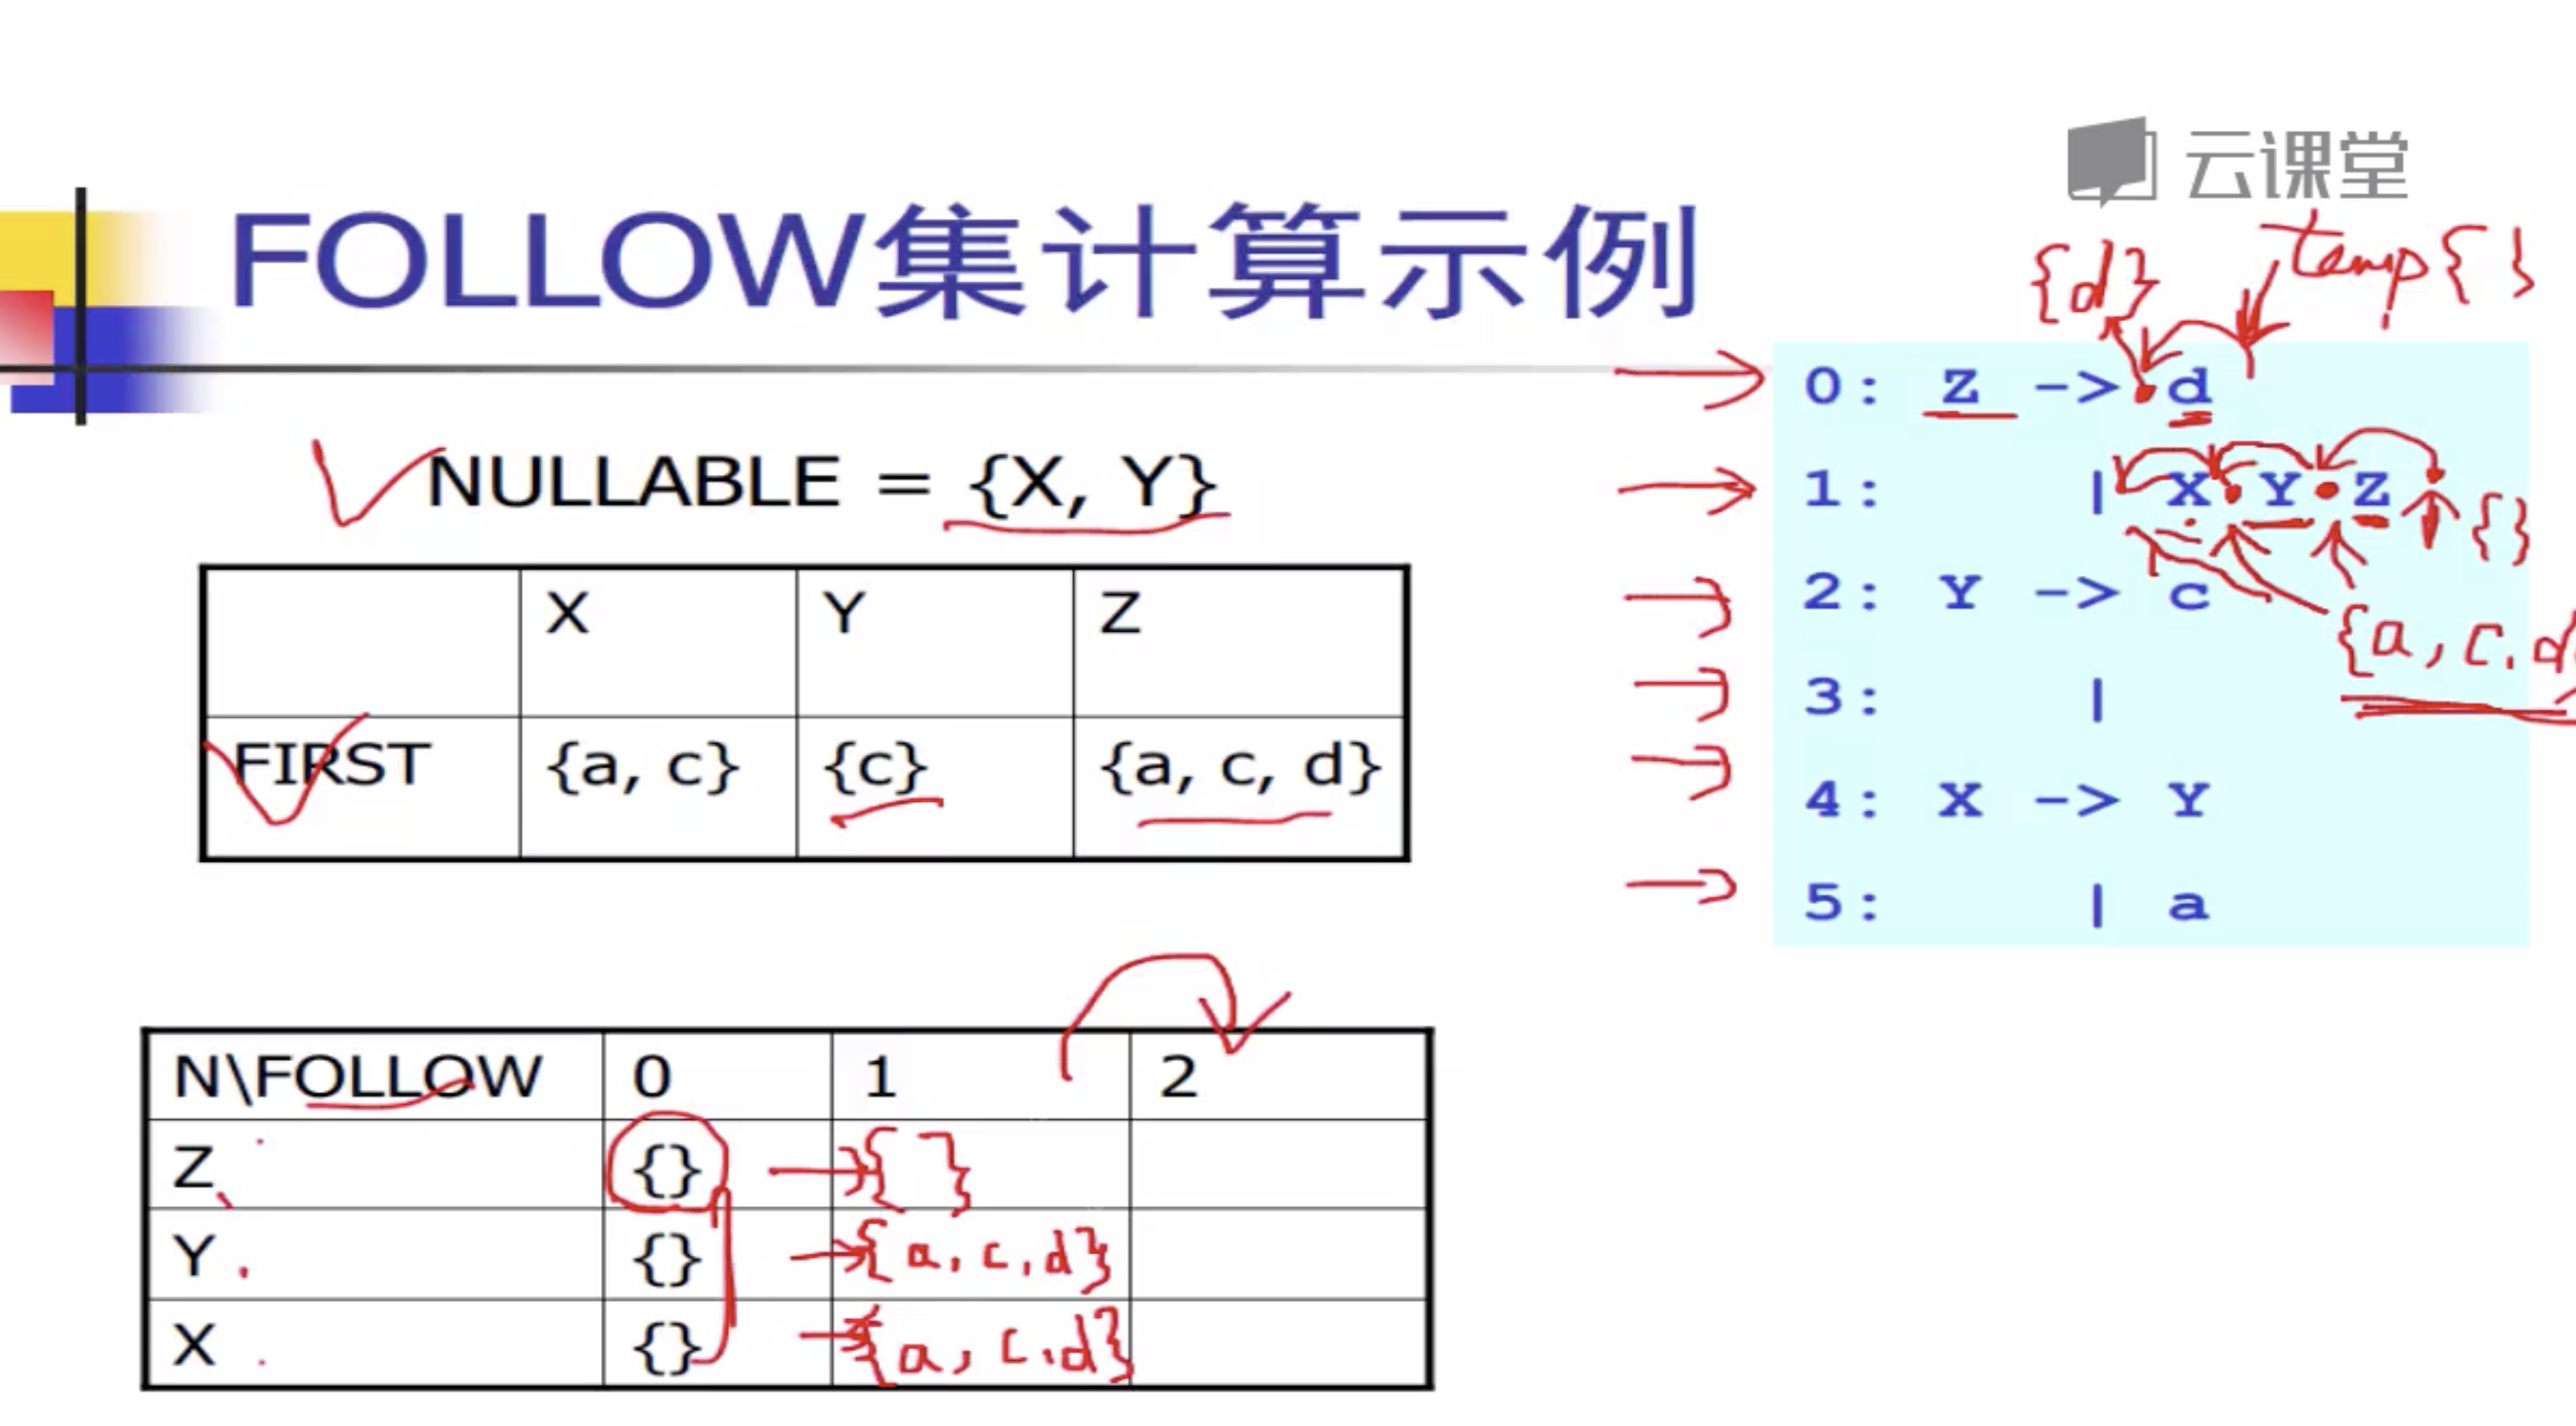 云课堂
FOLLOW集计算示例
{d} temp{ }
NULLABLE = {X, Y}
X Y Z
FIRST {a, c} {c} {a, c, d}
0: Z -> d
1: | X Y Z {}
2: Y -> c
{a, c, d
3: |
4: X -> Y
5: | a
N\FOLLOW 0 1 2
Z {} { }
Y {} {a, c, d}
X {} {a, c, d}